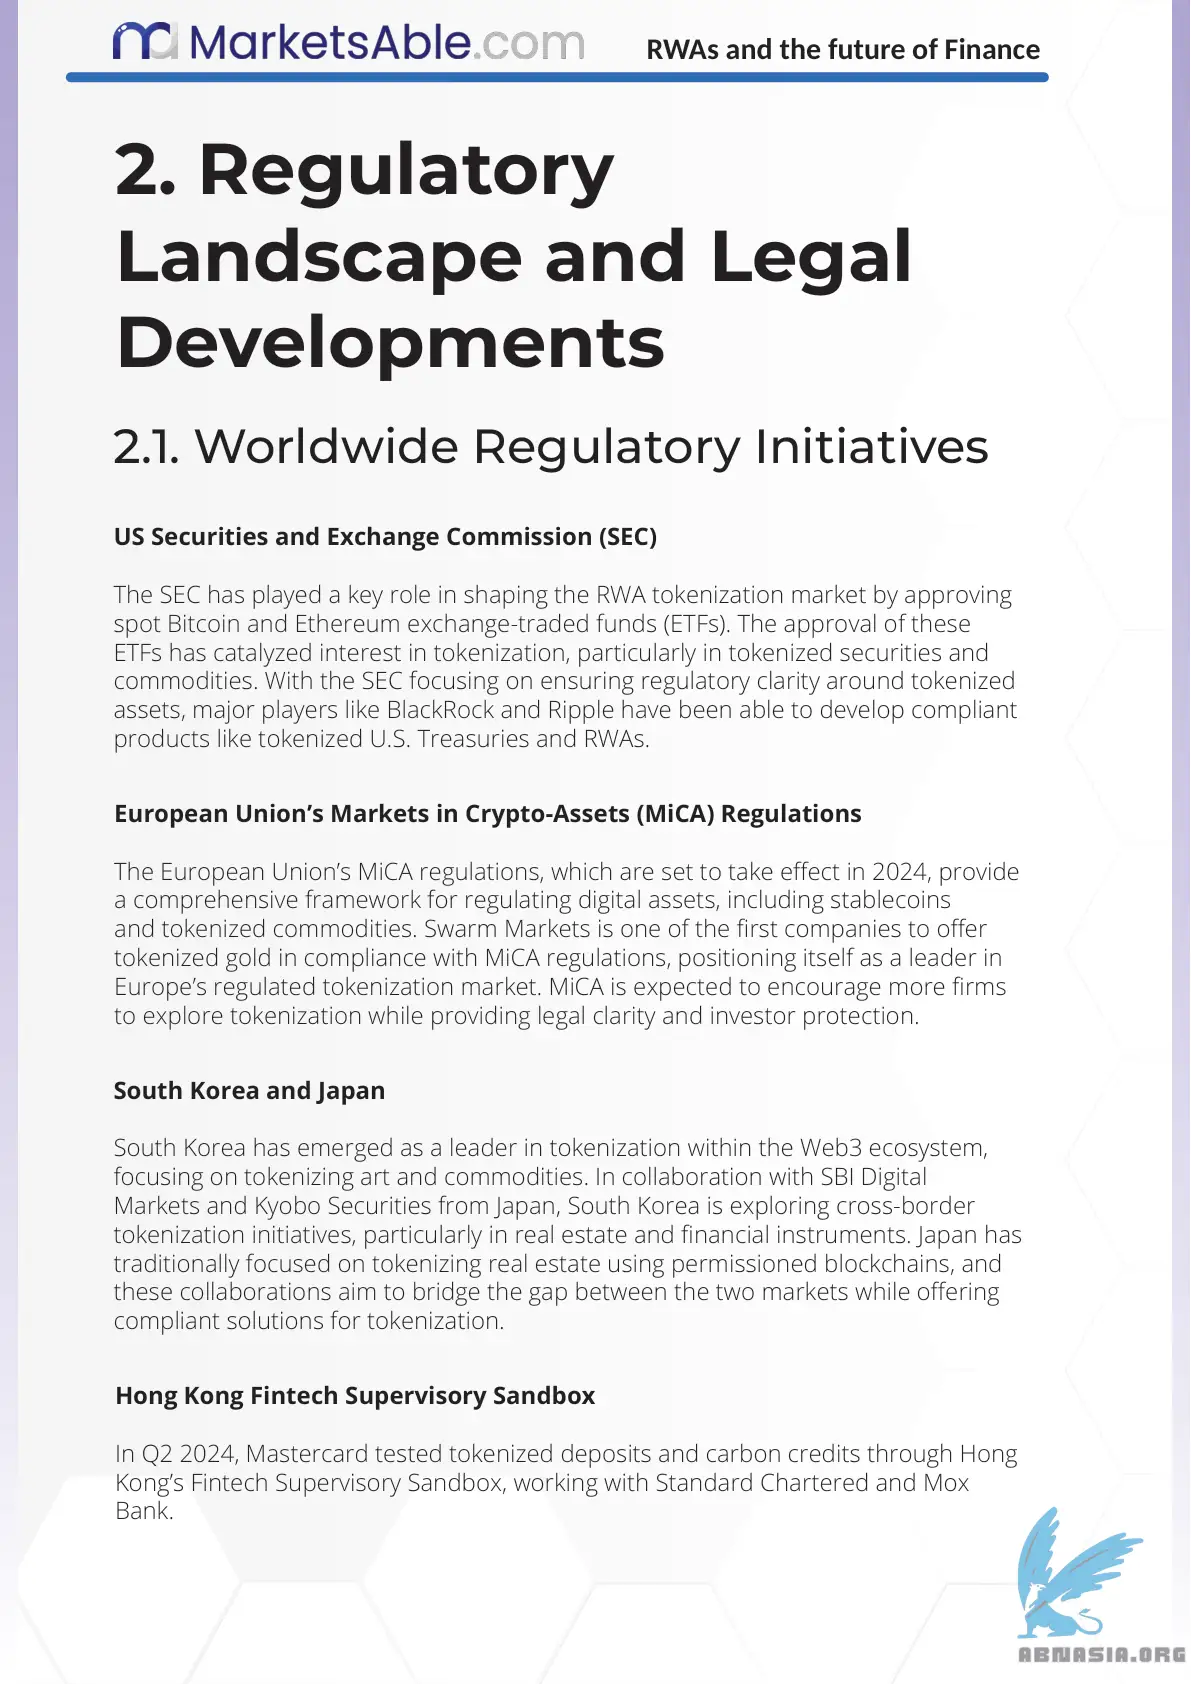 MarketsAble.com
RWAs and the future of Finance
2. Regulatory
Landscape and Legal
Developments
2.1. Worldwide Regulatory Initiatives
US Securities and Exchange Commission (SEC)
The SEC has played a key role in shaping the RWA tokenization market by approving
spot Bitcoin and Ethereum exchange-traded funds (ETFs). The approval of these
ETFs has catalyzed interest in tokenization, particularly in tokenized securities and
commodities. With the SEC focusing on ensuring regulatory clarity around tokenized
assets, major players like BlackRock and Ripple have been able to develop compliant
products like tokenized U.S. Treasuries and RWAs.
European Union’s Markets in Crypto-Assets (MiCA) Regulations
The European Union’s MiCA regulations, which are set to take effect in 2024, provide
a comprehensive framework for regulating digital assets, including stablecoins
and tokenized commodities. Swarm Markets is one of the first companies to offer
tokenized gold in compliance with MiCA regulations, positioning itself as a leader in
Europe’s regulated tokenization market. MiCA is expected to encourage more firms
to explore tokenization while providing legal clarity and investor protection.
South Korea and Japan
South Korea has emerged as a leader in tokenization within the Web3 ecosystem,
focusing on tokenizing art and commodities. In collaboration with SBI Digital
Markets and Kyobo Securities from Japan, South Korea is exploring cross-border
tokenization initiatives, particularly in real estate and financial instruments. Japan has
traditionally focused on tokenizing real estate using permissioned blockchains, and
these collaborations aim to bridge the gap between the two markets while offering
compliant solutions for tokenization.
Hong Kong Fintech Supervisory Sandbox
In Q2 2024, Mastercard tested tokenized deposits and carbon credits through Hong
Kong’s Fintech Supervisory Sandbox, working with Standard Chartered and Mox
Bank.
ABNASIA.ORG